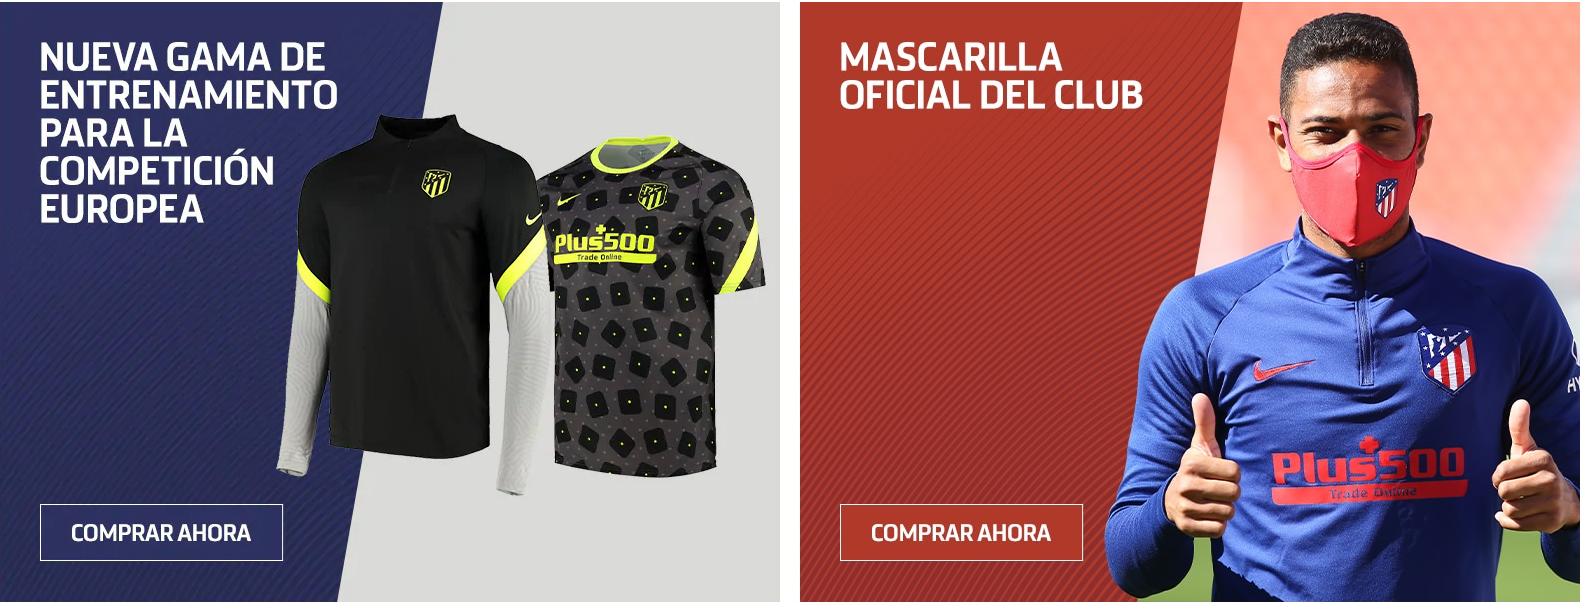 NUEVA GAMA DE
ENTRENAMIENTO
PARA LA
COMPETICIÓN
EUROPEA
Plus500
Trade Online
COMPRAR AHORA
MASCARILLA
OFICIAL DEL CLUB
HY
Plus500
Trade Online
COMPRAR AHORA